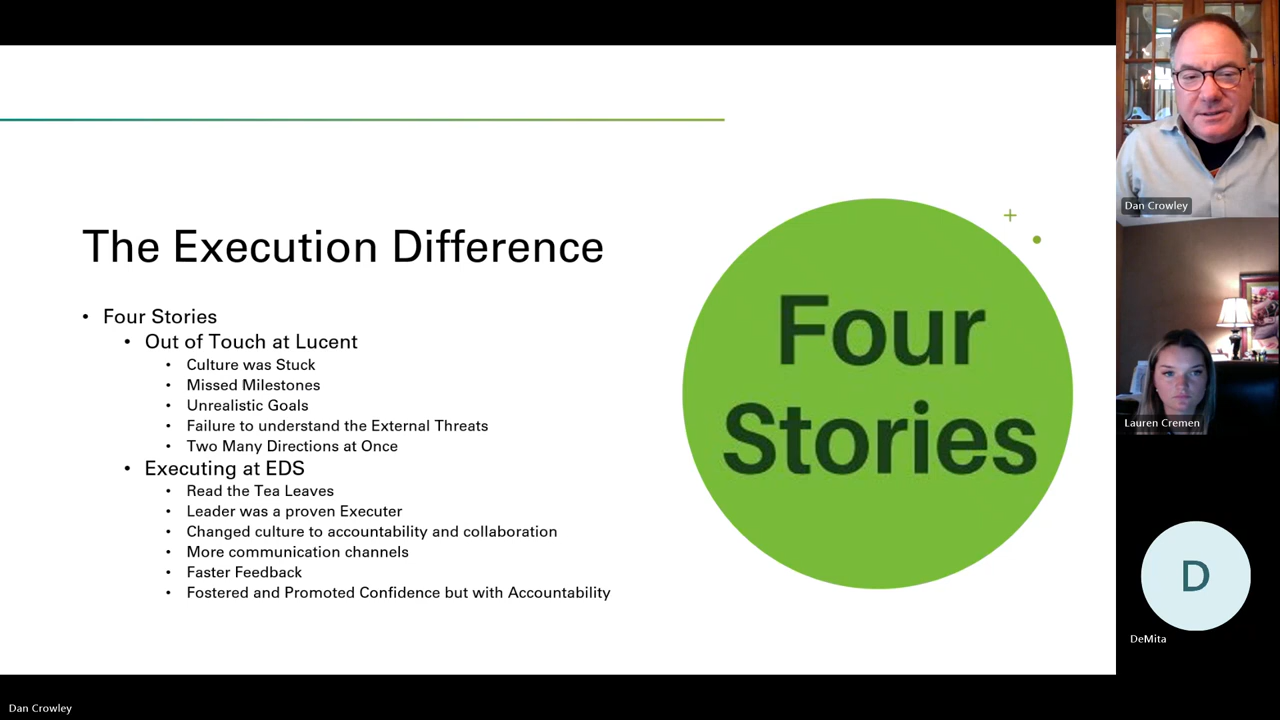 The Execution Difference
• Four Stories
• Out of Touch at Lucent
• Culture was Stuck
• Missed Milestones
• Unrealistic Goals
• Failure to understand the External Threats
• Two Many Directions at Once
• Executing at EDS
• Read the Tea Leaves
• Leader was a proven Executer
• Changed culture to accountability and collaboration
• More communication channels
• Faster Feedback
• Fostered and Promoted Confidence but with Accountability
Four
Stories
Dan Crowley
Lauren Cremen
D
DeMita
Dan Crowley